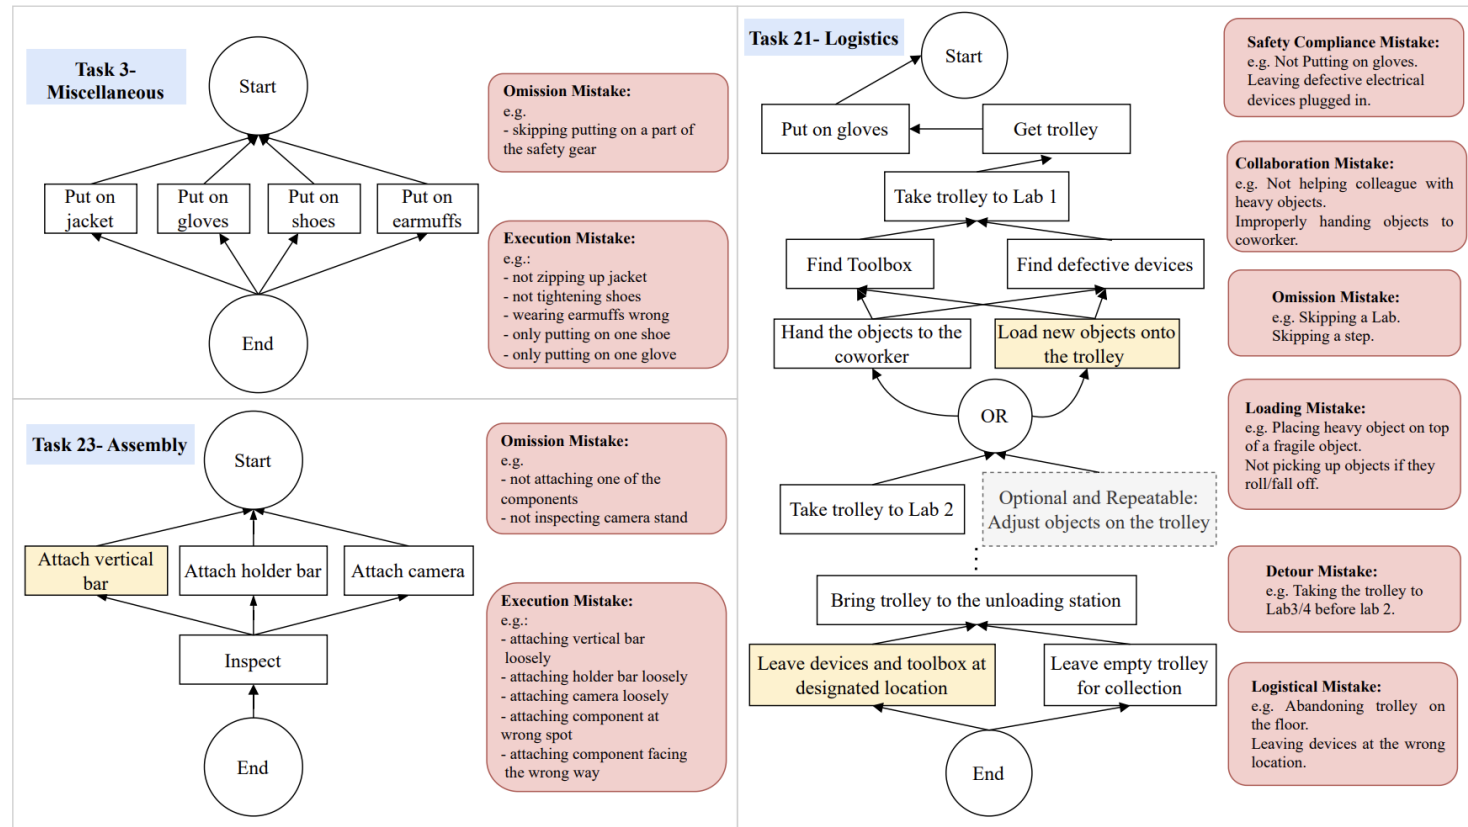 Task 3-
Miscellaneous
Start
Put on
jacket
Put on
gloves
Put on
shoes
Put on
earmuffs
End
Omission Mistake:
e.g.
- skipping putting on a part of
the safety gear
Execution Mistake:
e.g.:
- not zipping up jacket
- not tightening shoes
- wearing earmuffs wrong
- only putting on one shoe
- only putting on one glove
Task 23- Assembly
Start
Attach vertical
bar
Attach holder bar
Attach camera
Inspect
End
Omission Mistake:
e.g.
- not attaching one of the
components
- not inspecting camera stand
Execution Mistake:
e.g.:
- attaching vertical bar
loosely
- attaching holder bar loosely
- attaching camera loosely
- attaching component at
wrong spot
- attaching component facing
the wrong way
Task 21- Logistics
Start
Put on gloves
Get trolley
Take trolley to Lab 1
Find Toolbox
Find defective devices
Hand the objects to the
coworker
Load new objects onto
the trolley
OR
Take trolley to Lab 2
Optional and Repeatable:
Adjust objects on the trolley
Bring trolley to the unloading station
Leave devices and toolbox at
designated location
Leave empty trolley
for collection
End
Safety Compliance Mistake:
e.g. Not Putting on gloves.
Leaving defective electrical
devices plugged in.
Collaboration Mistake:
e.g. Not helping colleague with
heavy objects.
Improperly handing objects to
coworker.
Omission Mistake:
e.g. Skipping a Lab.
Skipping a step.
Loading Mistake:
e.g. Placing heavy object on top
of a fragile object.
Not picking up objects if they
roll/fall off.
Detour Mistake:
e.g. Taking the trolley to
Lab3/4 before lab 2.
Logistical Mistake:
e.g. Abandoning trolley on
the floor.
Leaving devices at the wrong
location.